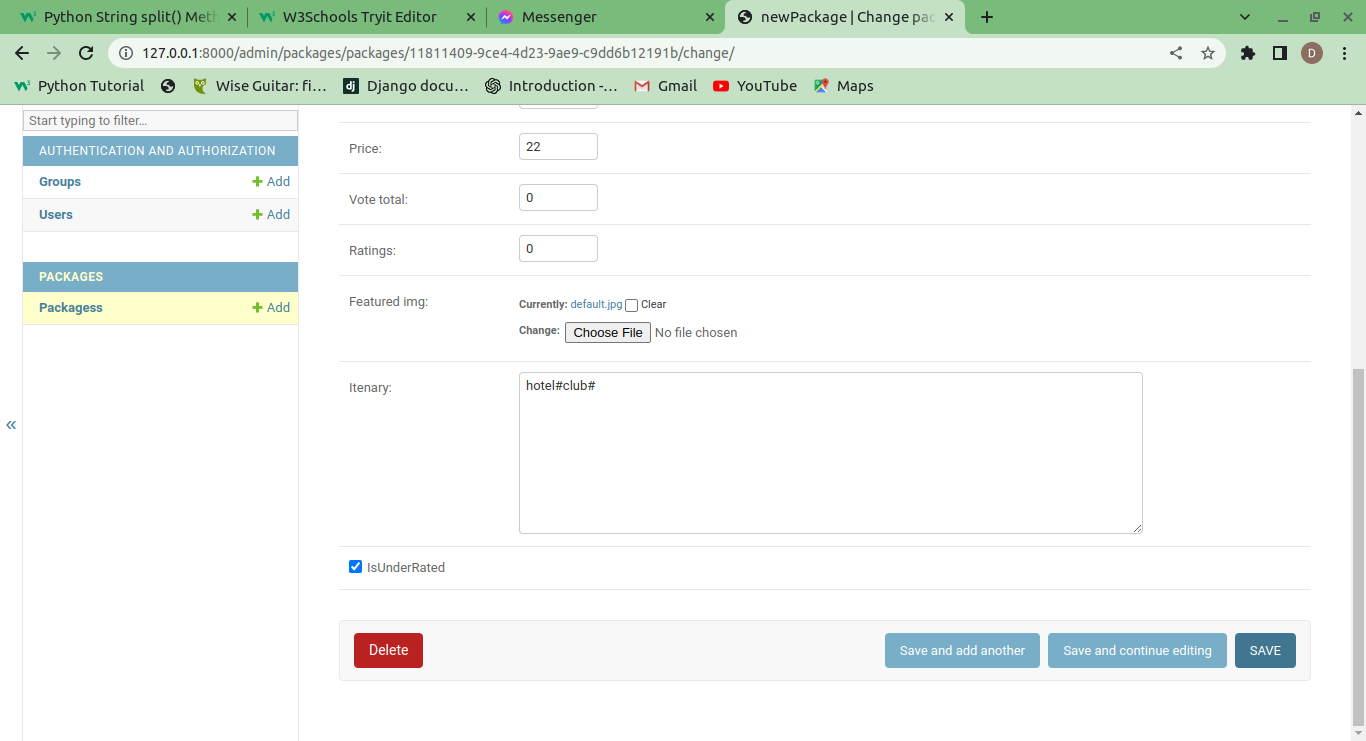 Python String split() Meth
W3Schools Tryit Editor
Messenger
newPackage | Change pac
127.0.0.1:8000/admin/packages/packages/11811409-9ce4-4d23-9ae9-c9dd6b12191b/change/
D
Python Tutorial
Wise Guitar: fi...
dj Django docu...
Introduction -...
Gmail
YouTube
Maps
Start typing to filter...
AUTHENTICATION AND AUTHORIZATION
Groups + Add
Users + Add
PACKAGES
Packagess + Add
«
Price: 22
Vote total: 0
Ratings: 0
Featured img: Currently: default.jpg Clear
Change: Choose File No file chosen
Itenary: hotel#club#
IsUnderRated
Delete
Save and add another
Save and continue editing
SAVE